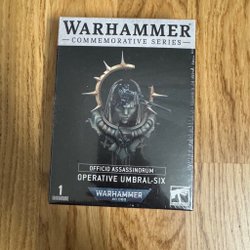 WARHAMMER
COMMEMORATIVE SERIES
OFFICIO ASSASSINORUM
OPERATIVE UMBRAL-SIX
1
WARHAMMER